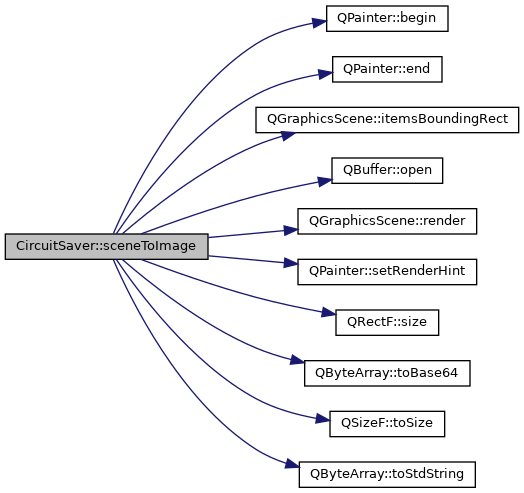 QPainter::begin
QPainter::end
QGraphicsScene::itemsBoundingRect
QBuffer::open
QGraphicsScene::render
CircuitSaver::sceneToImage
QPainter::setRenderHint
QRectF::size
QByteArray::toBase64
QSizeF::toSize
QByteArray::toStdString